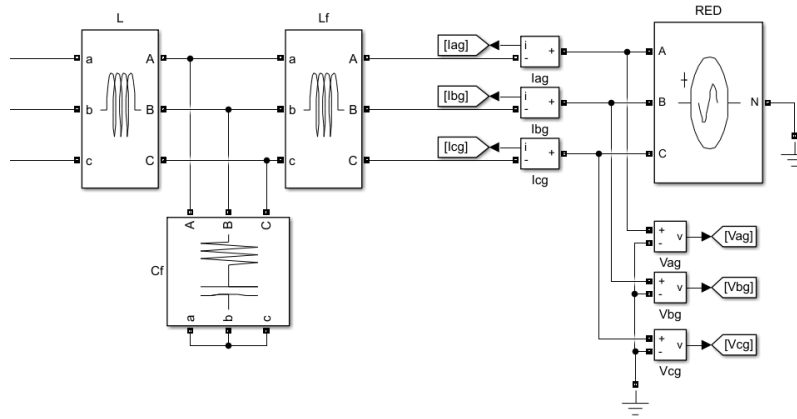 L
Lf
RED
a A
b B
c C
a A
b B
c C
[Iag]
i
-
+
Iag
[Ibg]
i
-
+
Ibg
[Icg]
i
-
+
Icg
A
B N
C
A B C
Cf
a b c
+
-
v
[Vag]
Vag
+
-
v
[Vbg]
Vbg
+
-
v
[Vcg]
Vcg